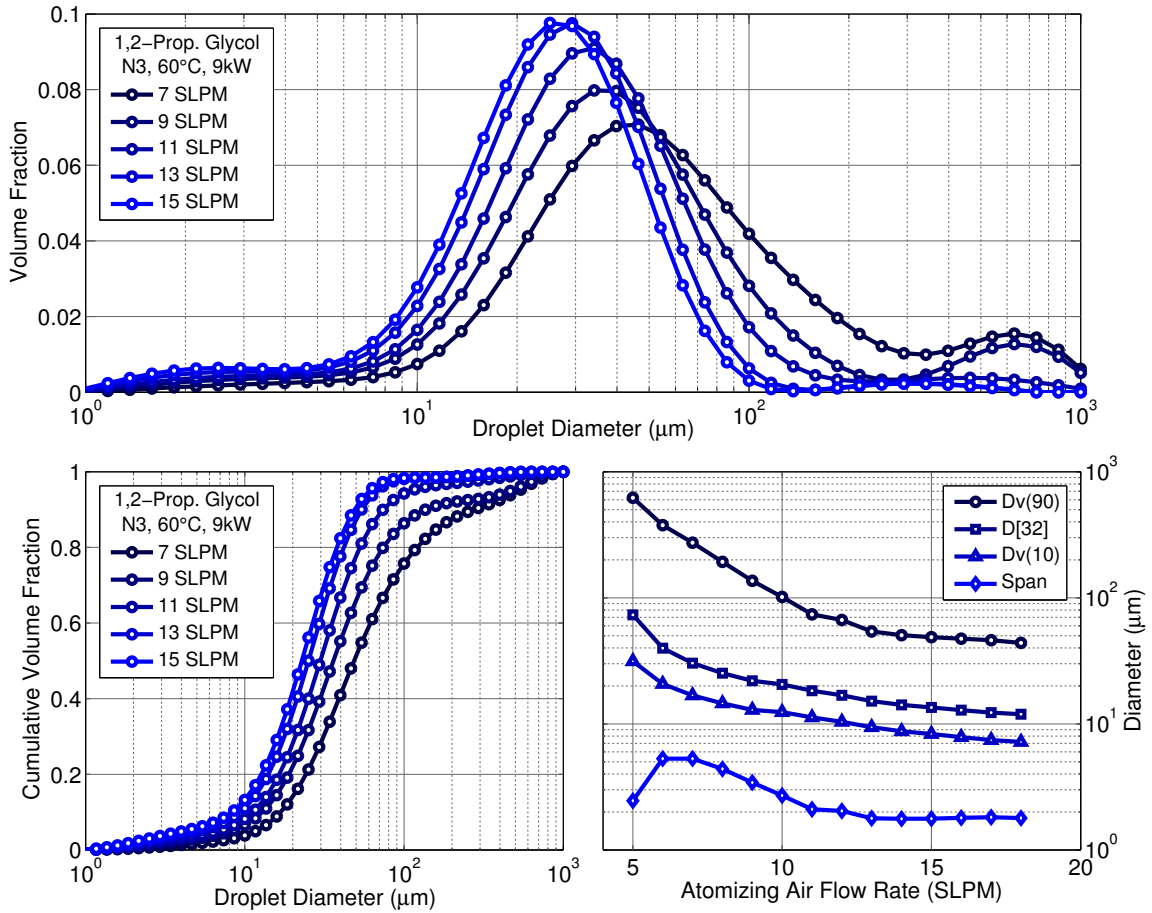 0.1
0.08
0.06
0.04
0.02
0
Volume Fraction
1,2−Prop. Glycol
N3, 60°C, 9kW
7 SLPM
9 SLPM
11 SLPM
13 SLPM
15 SLPM
10^0
10^1
10^2
10^3
Droplet Diameter (μm)
1
0.8
0.6
0.4
0.2
0
Cumulative Volume Fraction
1,2−Prop. Glycol
N3, 60°C, 9kW
7 SLPM
9 SLPM
11 SLPM
13 SLPM
15 SLPM
10^0
10^1
10^2
10^3
Droplet Diameter (μm)
Dv(90)
D[32]
Dv(10)
Span
10^3
10^2
10^1
10^0
Diameter (μm)
5
10
15
20
Atomizing Air Flow Rate (SLPM)